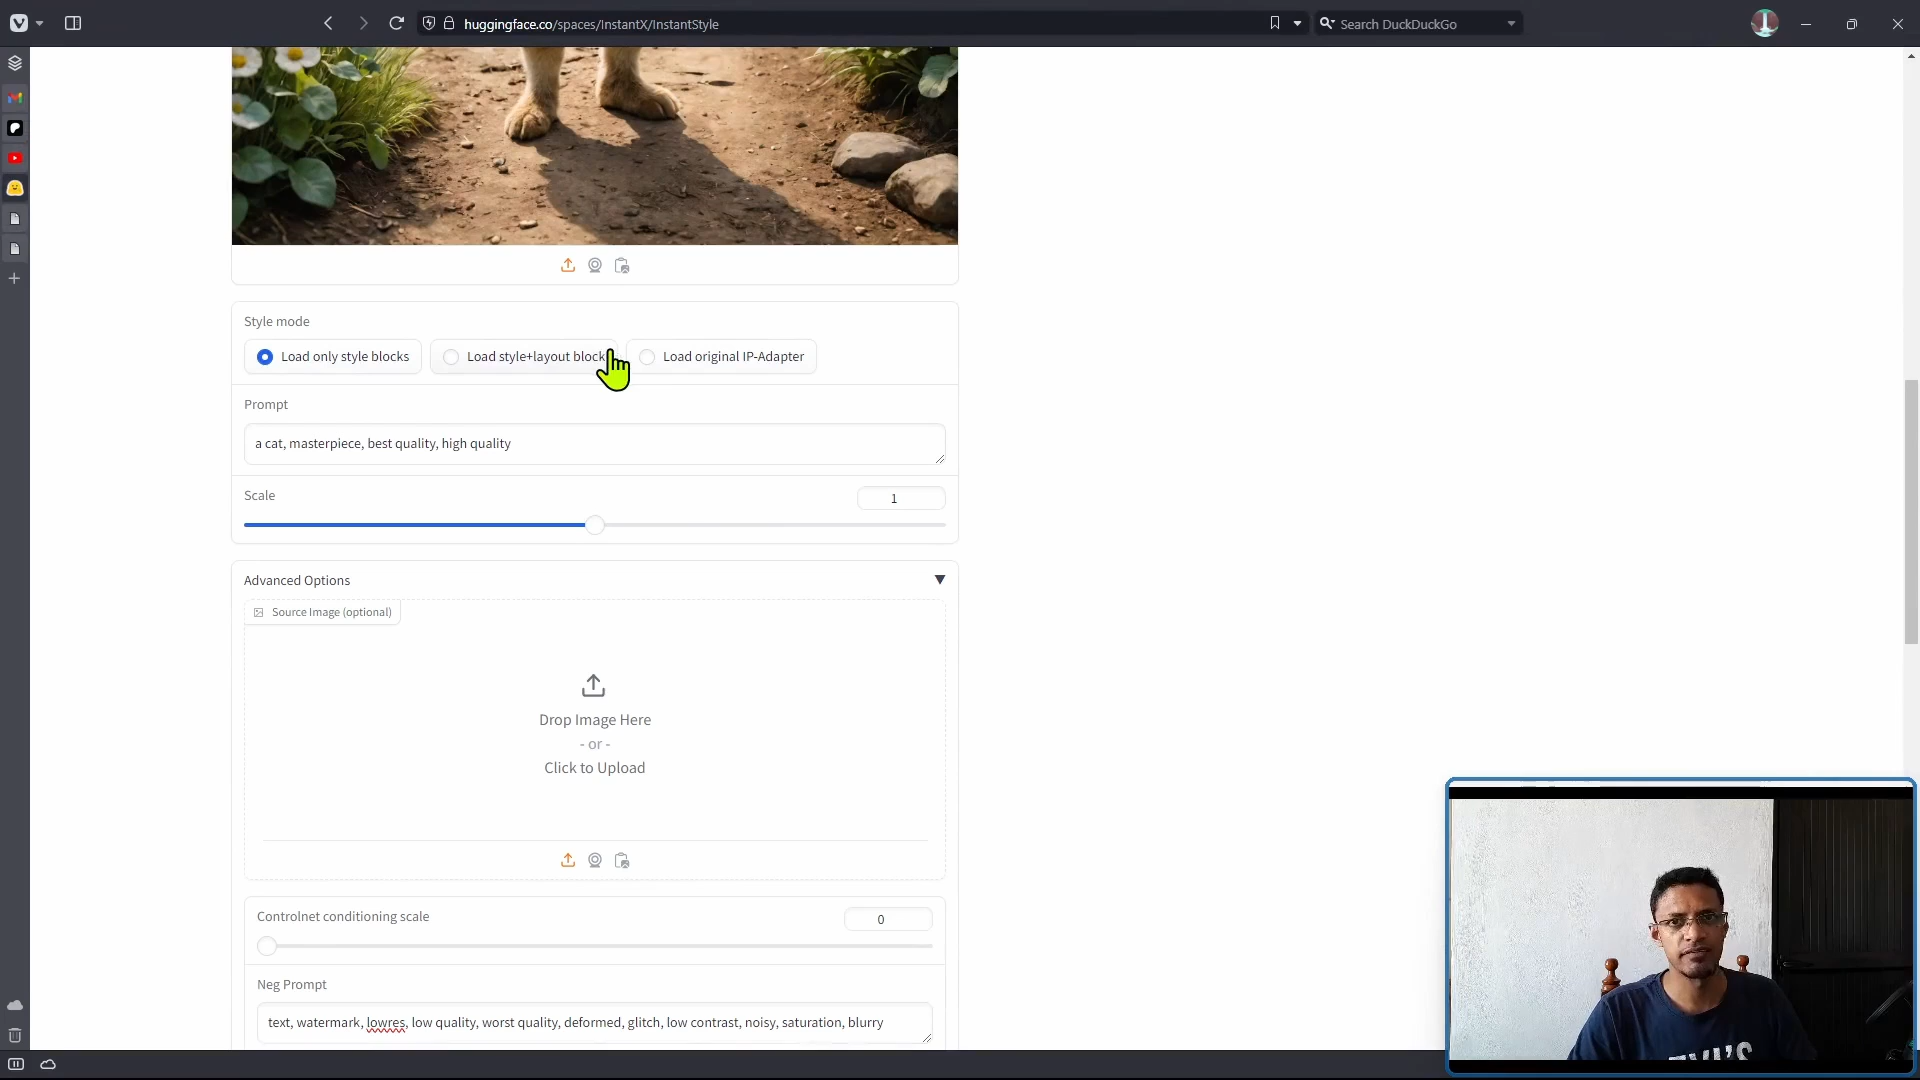 huggingface.co/spaces/InstantX/InstantStyle
Search DuckDuckGo
Style mode
Load only style blocks
Load style+layout block
Load original IP-Adapter
Prompt
a cat, masterpiece, best quality, high quality
Scale
1
Advanced Options
Source Image (optional)
Drop Image Here
- or -
Click to Upload
Controlnet conditioning scale
0
Neg Prompt
text, watermark, lowres, low quality, worst quality, deformed, glitch, low contrast, noisy, saturation, blurry